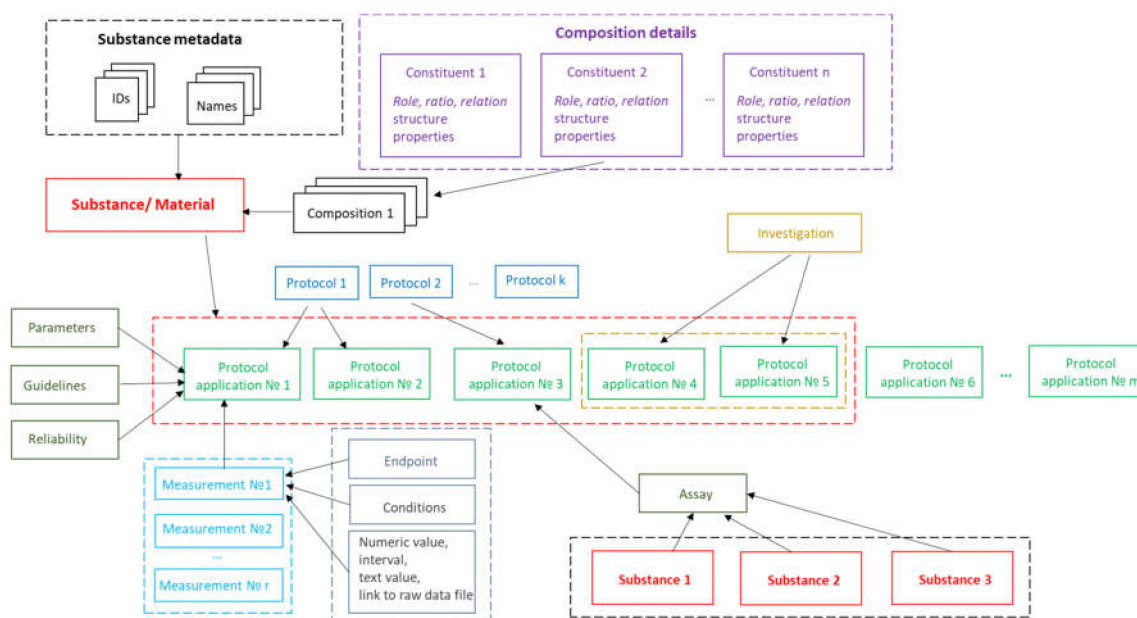 Substance metadata
IDs
Names
Composition details
Constituent 1
Role, ratio, relation
structure
properties
Constituent 2
Role, ratio, relation
structure
properties
...
Constituent n
Role, ratio, relation
structure
properties
Substance/ Material
Composition 1
Investigation
Protocol 1
Protocol 2
...
Protocol k
Parameters
Guidelines
Reliability
Protocol
application № 1
Protocol
application № 2
Protocol
application № 3
Protocol
application № 4
Protocol
application № 5
Protocol
application № 6
...
Protocol
application № m
Measurement №1
Measurement №2
...
Measurement № r
Endpoint
Conditions
Numeric value,
interval,
text value,
link to raw data file
Assay
Substance 1
Substance 2
Substance 3